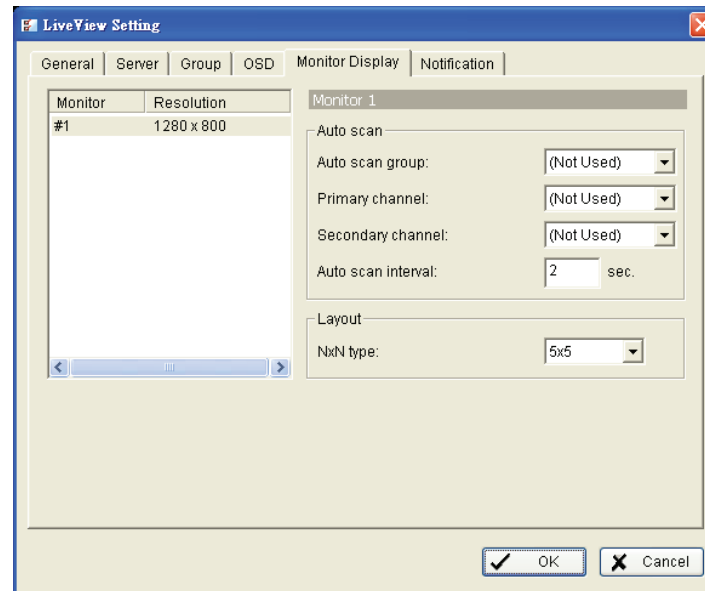 LiveView Setting
General Server Group OSD Monitor Display Notification
Monitor Resolution
#1 1280 x 800
Monitor 1
Auto scan
Auto scan group: (Not Used)
Primary channel: (Not Used)
Secondary channel: (Not Used)
Auto scan interval: 2 sec.
Layout
NxN type: 5x5
OK Cancel